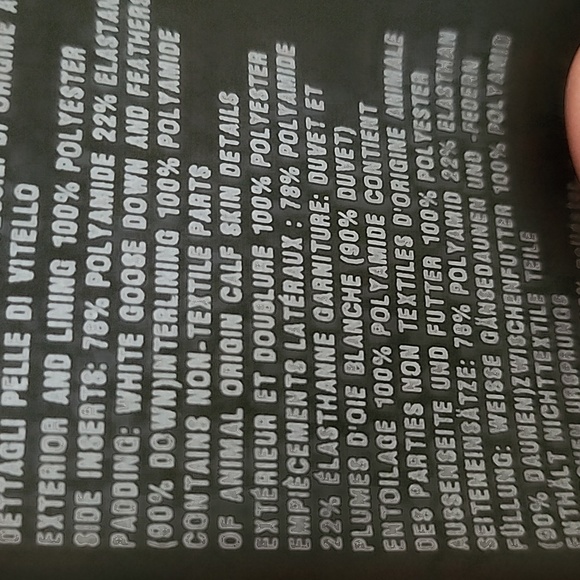 DETTAGLI PELLE DI VITELLO
EXTERIOR AND LINING 100% POLYESTER
SIDE INSERTS: 78% POLYAMIDE 22% ELASTAN
PADDING: WHITE GOOSE DOWN AND FEATHERS
(90% DOWN)INTERLINING 100% POLYAMIDE
CONTAINS NON-TEXTILE PARTS
OF ANIMAL ORIGIN CALF SKIN DETAILS
EXTÉRIEUR ET DOUBLURE 100% POLYESTER
EMPIÈCEMENTS LATÉRAUX : 78% POLYAMIDE
22% ÉLASTHANNE GARNITURE: DUVET ET
PLUMES D'OIE BLANCHE (90% DUVET)
ENTOILAGE 100% POLYAMIDE CONTIENT
DES PARTIES NON TEXTILES D'ORIGINE ANIMALE
AUSSENSEITE UND FUTTER 100% POLYESTER
SEITENEINSÄTZE: 78% POLYAMID 22% ELASTHAN
FÜLLUNG: WEISSE GÄNSEDAUNEN UND -FEDERN
(90% DAUNEN)ZWISCHENFUTTER 100% POLYAMID
ENTHÄLT NICHTTEXTILE TEILE
URSPRUNGS